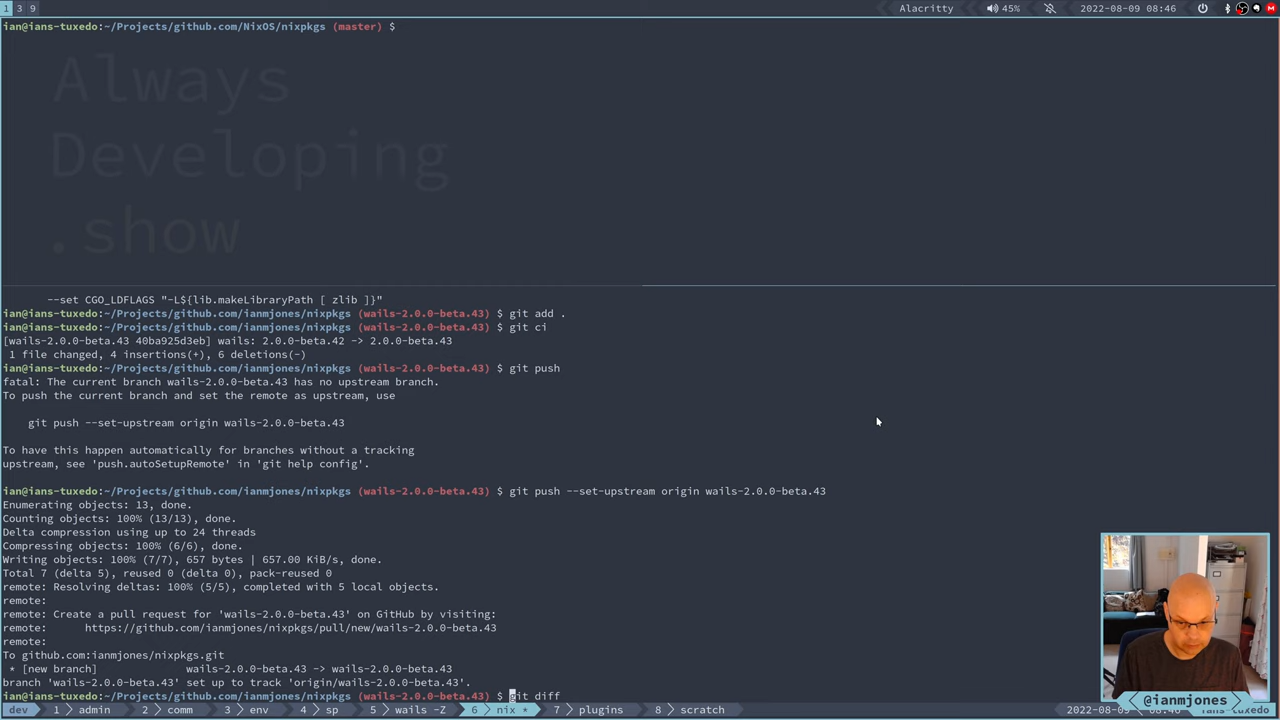 1 3 9
Alacritty
45%
2022-08-09 08:46
ian@ians-tuxedo:~/Projects/github.com/NixOS/nixpkgs (master) $
Always
Developing
.show
--set CGO_LDFLAGS "-L${lib.makeLibraryPath [ zlib ]}"
ian@ians-tuxedo:~/Projects/github.com/ianmjones/nixpkgs (wails-2.0.0-beta.43) $ git add .
ian@ians-tuxedo:~/Projects/github.com/ianmjones/nixpkgs (wails-2.0.0-beta.43) $ git ci
[wails-2.0.0-beta.43 40ba925d3eb] wails: 2.0.0-beta.42 -> 2.0.0-beta.43
1 file changed, 4 insertions(+), 6 deletions(-)
ian@ians-tuxedo:~/Projects/github.com/ianmjones/nixpkgs (wails-2.0.0-beta.43) $ git push
fatal: The current branch wails-2.0.0-beta.43 has no upstream branch.
To push the current branch and set the remote as upstream, use
git push --set-upstream origin wails-2.0.0-beta.43
To have this happen automatically for branches without a tracking
upstream, see 'push.autoSetupRemote' in 'git help config'.
ian@ians-tuxedo:~/Projects/github.com/ianmjones/nixpkgs (wails-2.0.0-beta.43) $ git push --set-upstream origin wails-2.0.0-beta.43
Enumerating objects: 13, done.
Counting objects: 100% (13/13), done.
Delta compression using up to 24 threads
Compressing objects: 100% (6/6), done.
Writing objects: 100% (7/7), 657 bytes | 657.00 KiB/s, done.
Total 7 (delta 5), reused 0 (delta 0), pack-reused 0
remote: Resolving deltas: 100% (5/5), completed with 5 local objects.
remote:
remote: Create a pull request for 'wails-2.0.0-beta.43' on GitHub by visiting:
remote: https://github.com/ianmjones/nixpkgs/pull/new/wails-2.0.0-beta.43
remote:
To github.com:ianmjones/nixpkgs.git
* [new branch] wails-2.0.0-beta.43 -> wails-2.0.0-beta.43
branch 'wails-2.0.0-beta.43' set up to track 'origin/wails-2.0.0-beta.43'.
ian@ians-tuxedo:~/Projects/github.com/ianmjones/nixpkgs (wails-2.0.0-beta.43) $ git diff
@ianmjones
dev 1 admin 2 comm 3 env 4 sp 5 wails -Z 6 nix * 7 plugins 8 scratch 2022-08-09